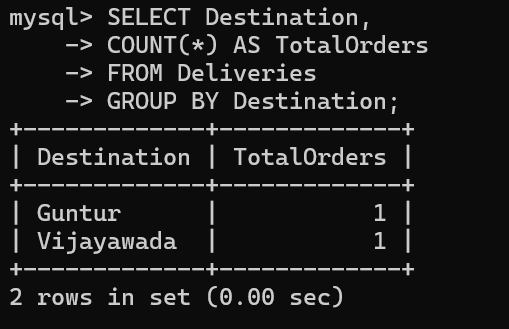 mysql> SELECT Destination,
    -> COUNT(*) AS TotalOrders
    -> FROM Deliveries
    -> GROUP BY Destination;
+-------------+-------------+
| Destination | TotalOrders |
+-------------+-------------+
| Guntur      |           1 |
| Vijayawada  |           1 |
+-------------+-------------+
2 rows in set (0.00 sec)